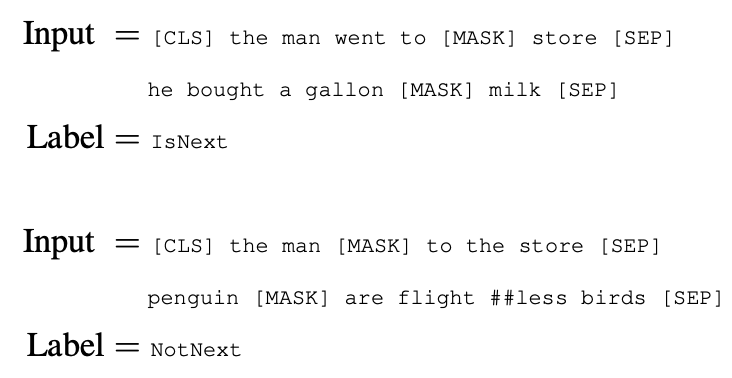 Input = [CLS] the man went to [MASK] store [SEP]
he bought a gallon [MASK] milk [SEP]
Label = IsNext
Input = [CLS] the man [MASK] to the store [SEP]
penguin [MASK] are flight ##less birds [SEP]
Label = NotNext